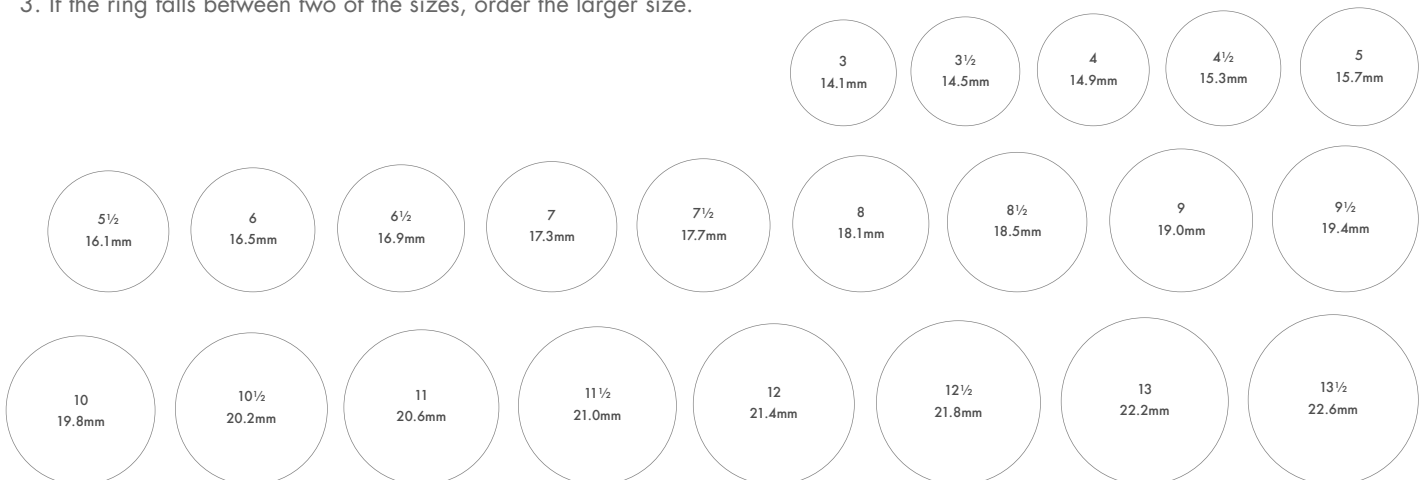 3. If the ring falls between two of the sizes, order the larger size.
3
14.1mm
3½
14.5mm
4
14.9mm
4½
15.3mm
5
15.7mm
5½
16.1mm
6
16.5mm
6½
16.9mm
7
17.3mm
7½
17.7mm
8
18.1mm
8½
18.5mm
9
19.0mm
9½
19.4mm
10
19.8mm
10½
20.2mm
11
20.6mm
11½
21.0mm
12
21.4mm
12½
21.8mm
13
22.2mm
13½
22.6mm